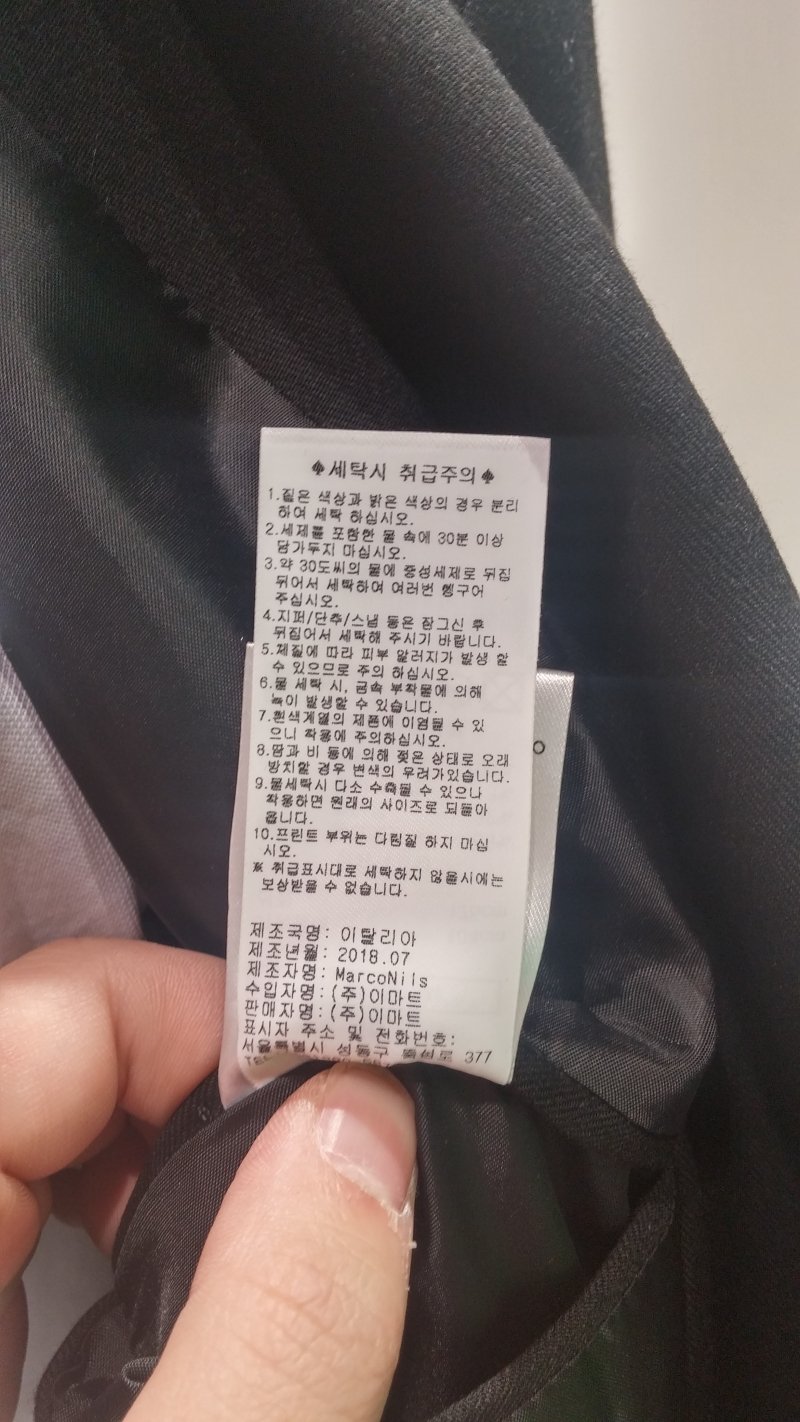 ♠세탁시 취급주의♠
1.짙은 색상과 밝은 색상의 경우 분리
하여 세탁 하십시오.
2.세제를 포함한 물 속에 30분 이상
담가두지 마십시오.
3.약 30도씨의 물에 중성세제로 뒤집
뒤어서 세탁하여 여러번 헹구어
주십시오.
4.지퍼/단추/스냅 등은 잠그신 후
뒤집어서 세탁해 주시기 바랍니다.
5.체질에 따라 피부 알러지가 발생 할
수 있으므로 주의 하십시오.
6.물 세탁 시, 금속 부착물에 의해
녹이 발생할 수 있습니다.
7.흰색계열의 제품에 이염될 수 있
으니 착용에 주의하십시오.
8.땀과 비 등에 의해 젖은 상태로 오래
방치할 경우 변색의 우려가있습니다.
9.물세탁시 다소 수축될 수 있으나
착용하면 원래의 사이즈로 되돌아
옵니다.
10.프린트 부위는 다림질 하지 마십
시오.
※ 취급표시대로 세탁하지 않을시에는
보상받을 수 없습니다.
제조국명: 이탈리아
제조년월: 2018.07
제조자명: MarcoNils
수입자명:(주)이마트
판매자명:(주)이마트
표시자 주소 및 전화번호:
서울특별시 성동구 뚝섬로 377